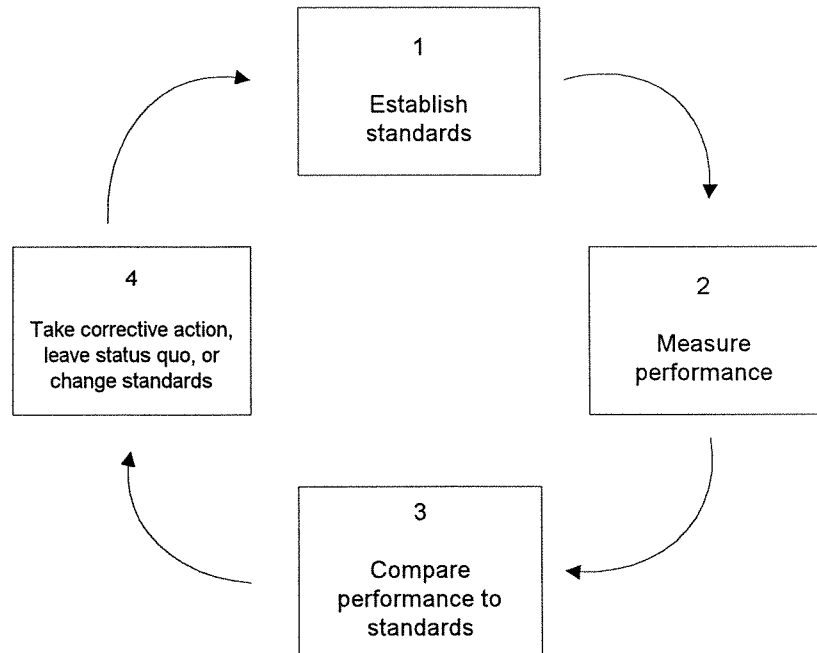 1
Establish
standards
2
Measure
performance
3
Compare
performance to
standards
4
Take corrective action,
leave status quo, or
change standards